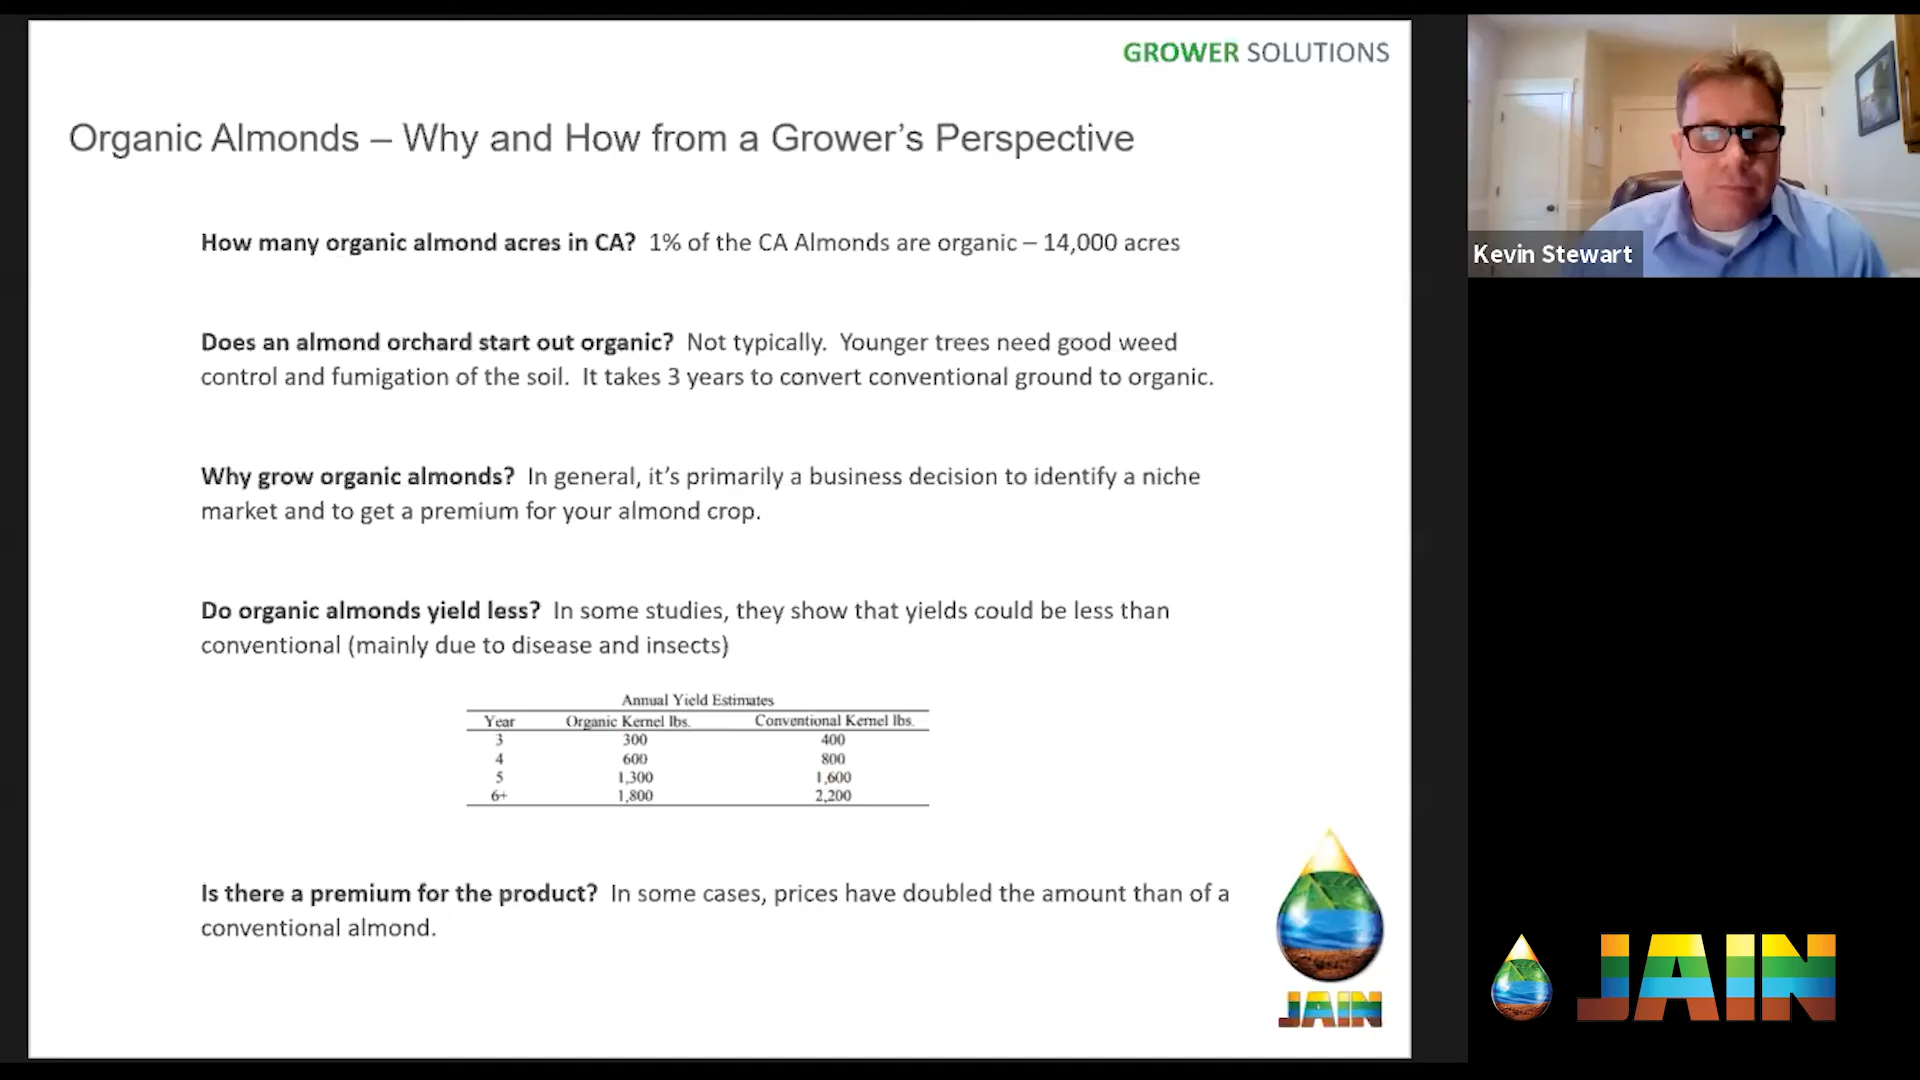 GROWER SOLUTIONS
Organic Almonds – Why and How from a Grower's Perspective
How many organic almond acres in CA? 1% of the CA Almonds are organic – 14,000 acres
Does an almond orchard start out organic? Not typically. Younger trees need good weed
control and fumigation of the soil. It takes 3 years to convert conventional ground to organic.
Why grow organic almonds? In general, it's primarily a business decision to identify a niche
market and to get a premium for your almond crop.
Do organic almonds yield less? In some studies, they show that yields could be less than
conventional (mainly due to disease and insects)
Annual Yield Estimates
Year Organic Kernel lbs. Conventional Kernel lbs.
3 300 400
4 600 800
5 1,300 1,600
6+ 1,800 2,200
Is there a premium for the product? In some cases, prices have doubled the amount than of a
conventional almond.
JAIN
Kevin Stewart
JAIN